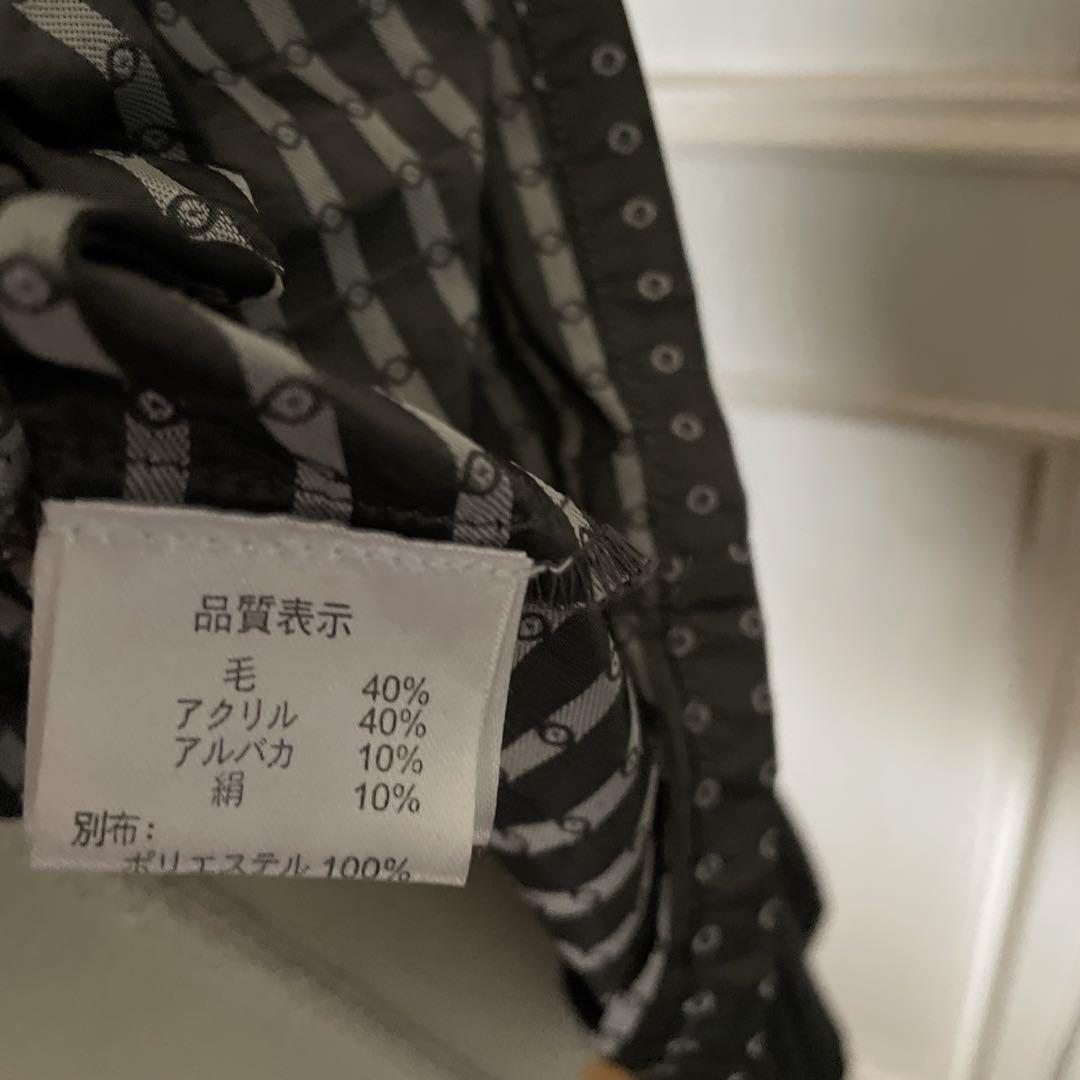 品質表示
毛 40%
アクリル 40%
アルバカ 10%
絹 10%
別布:
ポリエステル 100%